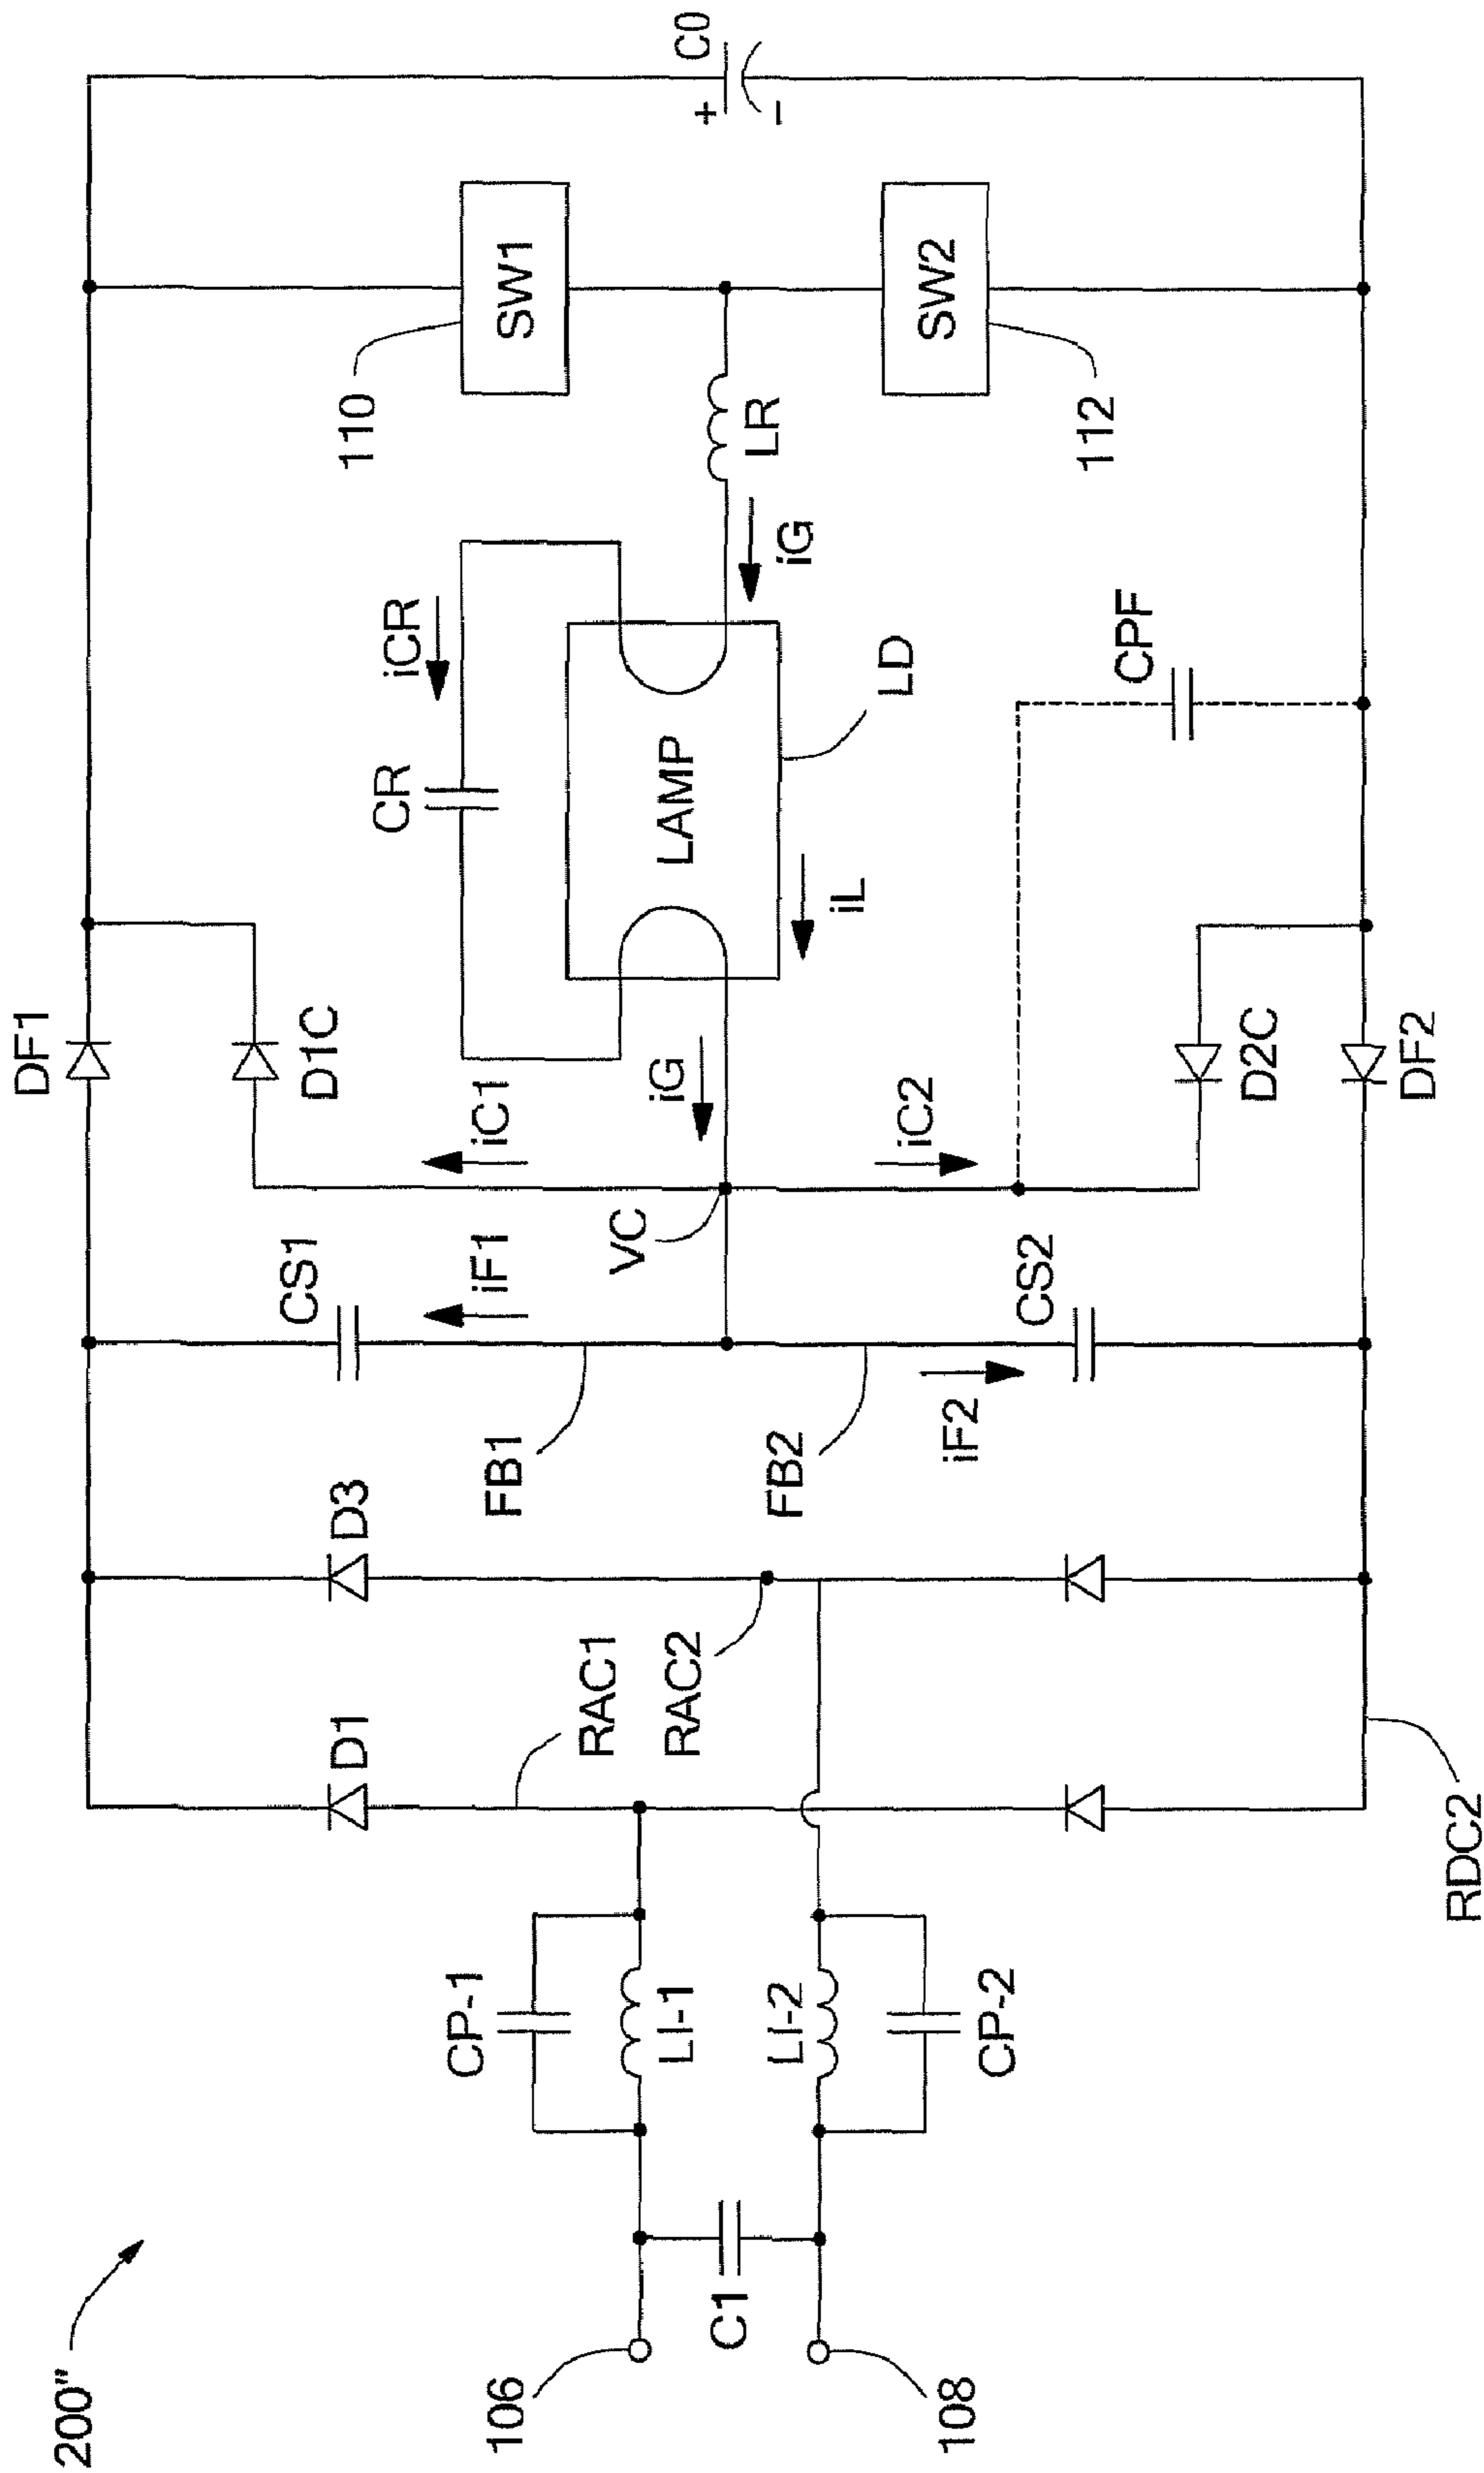 200"
106
108
C1
CP-1
LI-1
LI-2
CP-2
D1
RAC1
RAC2
D3
RDC2
FB1
FB2
CS1
iF1
CS2
iF2
VC
DF1
D1C
iC1
iG
iC2
D2C
DF2
CR
iCR
LAMP
iL
LD
CPF
iG
LR
110
SW1
SW2
112
C0
+
–